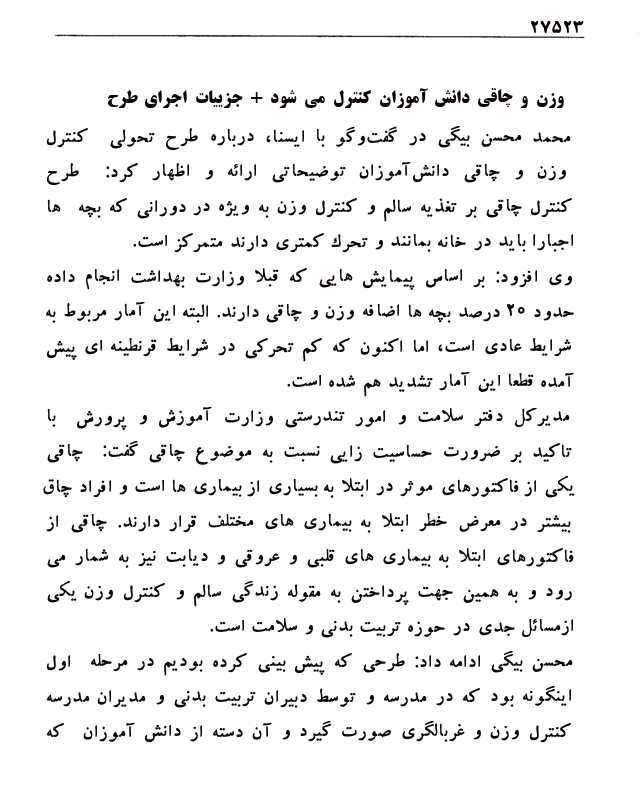 ۲۷۵۲۳
وزن و چاقی دانش آموزان کنترل می شود + جزییات اجرای طرح
محمد محسن بیگی در گفت‌وگو با ایسنا، درباره طرح تحولی کنترل
وزن و چاقی دانش‌آموزان توضیحاتی ارائه و اظهار کرد: طرح
کنترل چاقی بر تغذیه سالم و کنترل وزن به ویژه در دورانی که بچه ها
اجبارا باید در خانه بمانند و تحرك کمتری دارند متمرکز است.
وی افزود: بر اساس پیمایش هایی که قبلا وزارت بهداشت انجام داده
حدود ۲۰ درصد بچه ها اضافه وزن و چاقی دارند. البته این آمار مربوط به
شرایط عادی است، اما اکنون که کم تحرکی در شرایط قرنطینه ای پیش
آمده قطعا این آمار تشدید هم شده است.
مدیرکل دفتر سلامت و امور تندرستی وزارت آموزش و پرورش با
تاکید بر ضرورت حساسیت زایی نسبت به موضوع چاقی گفت: چاقی
یکی از فاکتورهای موثر در ابتلا به بسیاری از بیماری ها است و افراد چاق
بیشتر در معرض خطر ابتلا به بیماری های مختلف قرار دارند. چاقی از
فاکتورهای ابتلا به بیماری های قلبی و عروقی و دیابت نیز به شمار می
رود و به همین جهت پرداختن به مقوله زندگی سالم و کنترل وزن یکی
ازمسائل جدی در حوزه تربیت بدنی و سلامت است.
محسن بیگی ادامه داد: طرحی که پیش بینی کرده بودیم در مرحله اول
اینگونه بود که در مدرسه و توسط دبیران تربیت بدنی و مدیران مدرسه
کنترل وزن و غربالگری صورت گیرد و آن دسته از دانش آموزان که